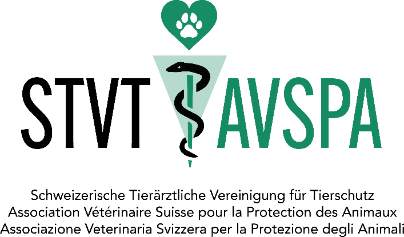 STVT AVSPA
Schweizerische Tierärztliche Vereinigung für Tierschutz
Association Vétérinaire Suisse pour la Protection des Animaux
Associazione Veterinaria Svizzera per la Protezione degli Animali